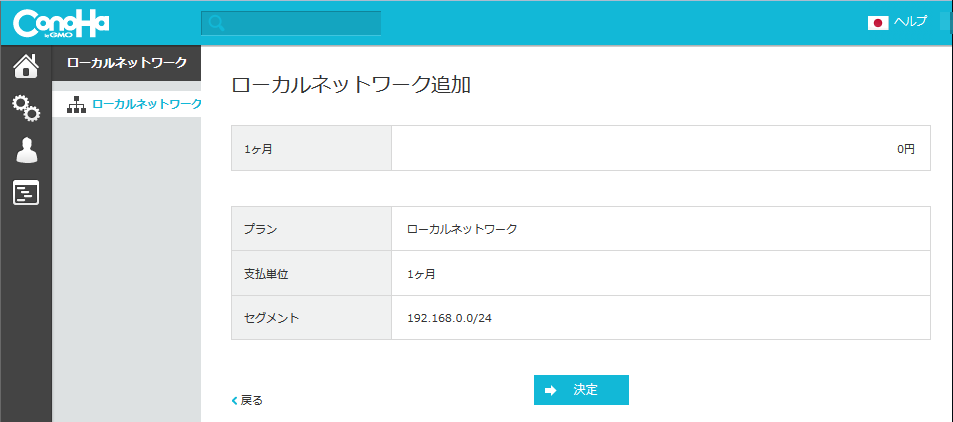 ConoHa
by GMO
ヘルプ
ローカルネットワーク
ローカルネットワーク
ローカルネットワーク追加
1ヶ月 0円
プラン ローカルネットワーク
支払単位 1ヶ月
セグメント 192.168.0.0/24
戻る
決定